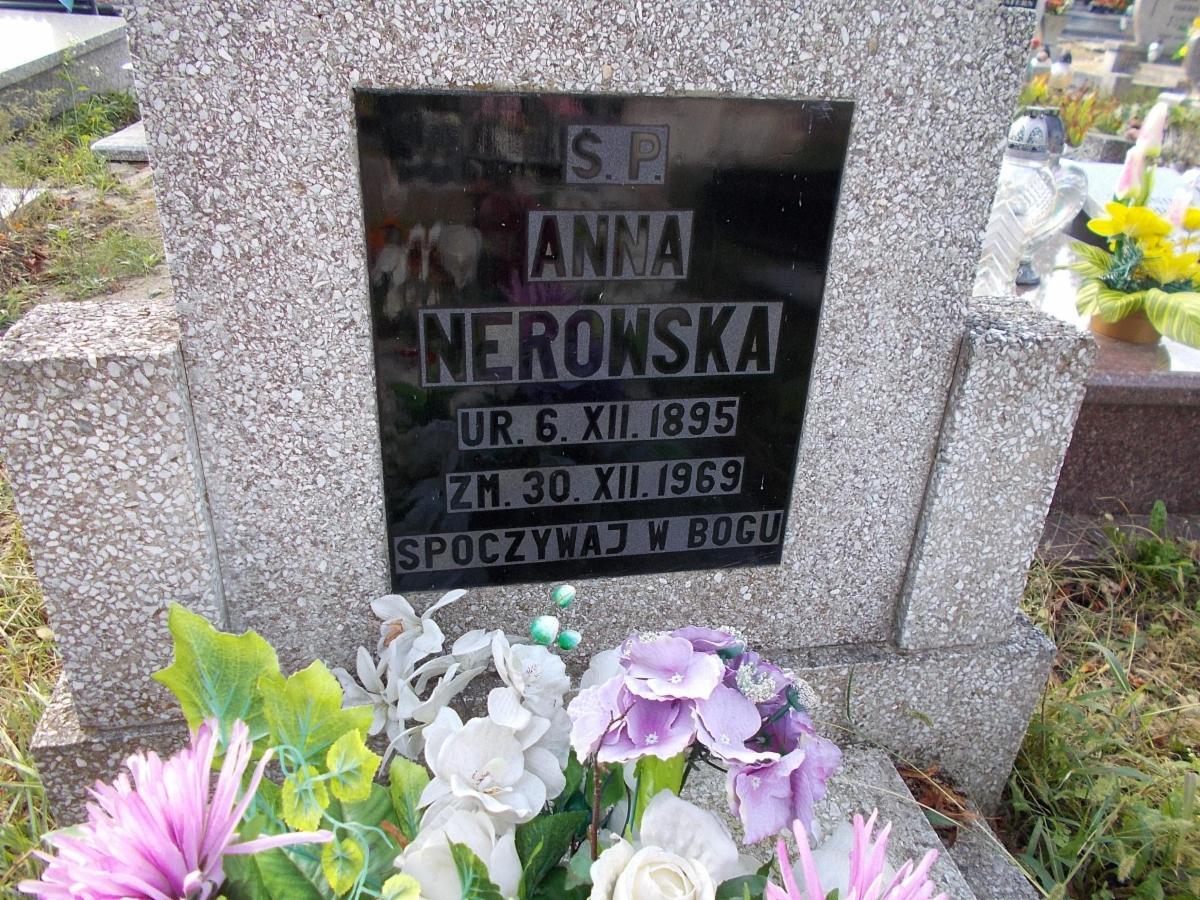 Ś. P.
ANNA
NEROWSKA
UR. 6. XII. 1895
ZM. 30. XII. 1969
SPOCZYWAJ W BOGU